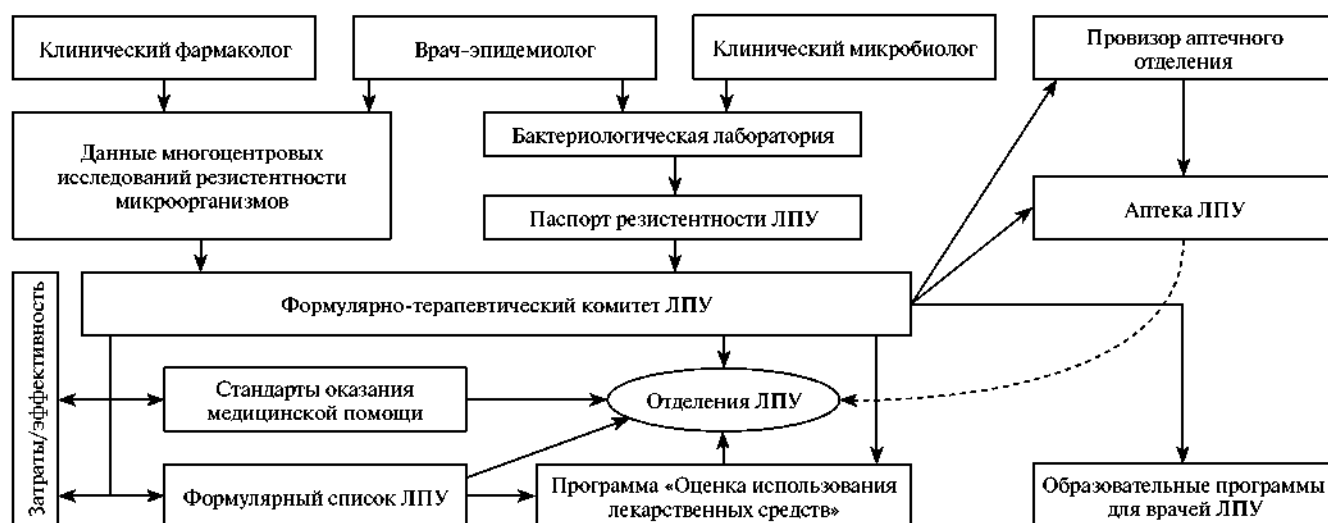 Клинический фармаколог
Врач-эпидемиолог
Клинический микробиолог
Провизор аптечного
отделения
Данные многоцентровых
исследований резистентности
микроорганизмов
Бактериологическая лаборатория
Паспорт резистентности ЛПУ
Аптека ЛПУ
Затраты/эффективность
Формулярно-терапевтический комитет ЛПУ
Стандарты оказания
медицинской помощи
Отделения ЛПУ
Формулярный список ЛПУ
Программа «Оценка использования
лекарственных средств»
Образовательные программы
для врачей ЛПУ